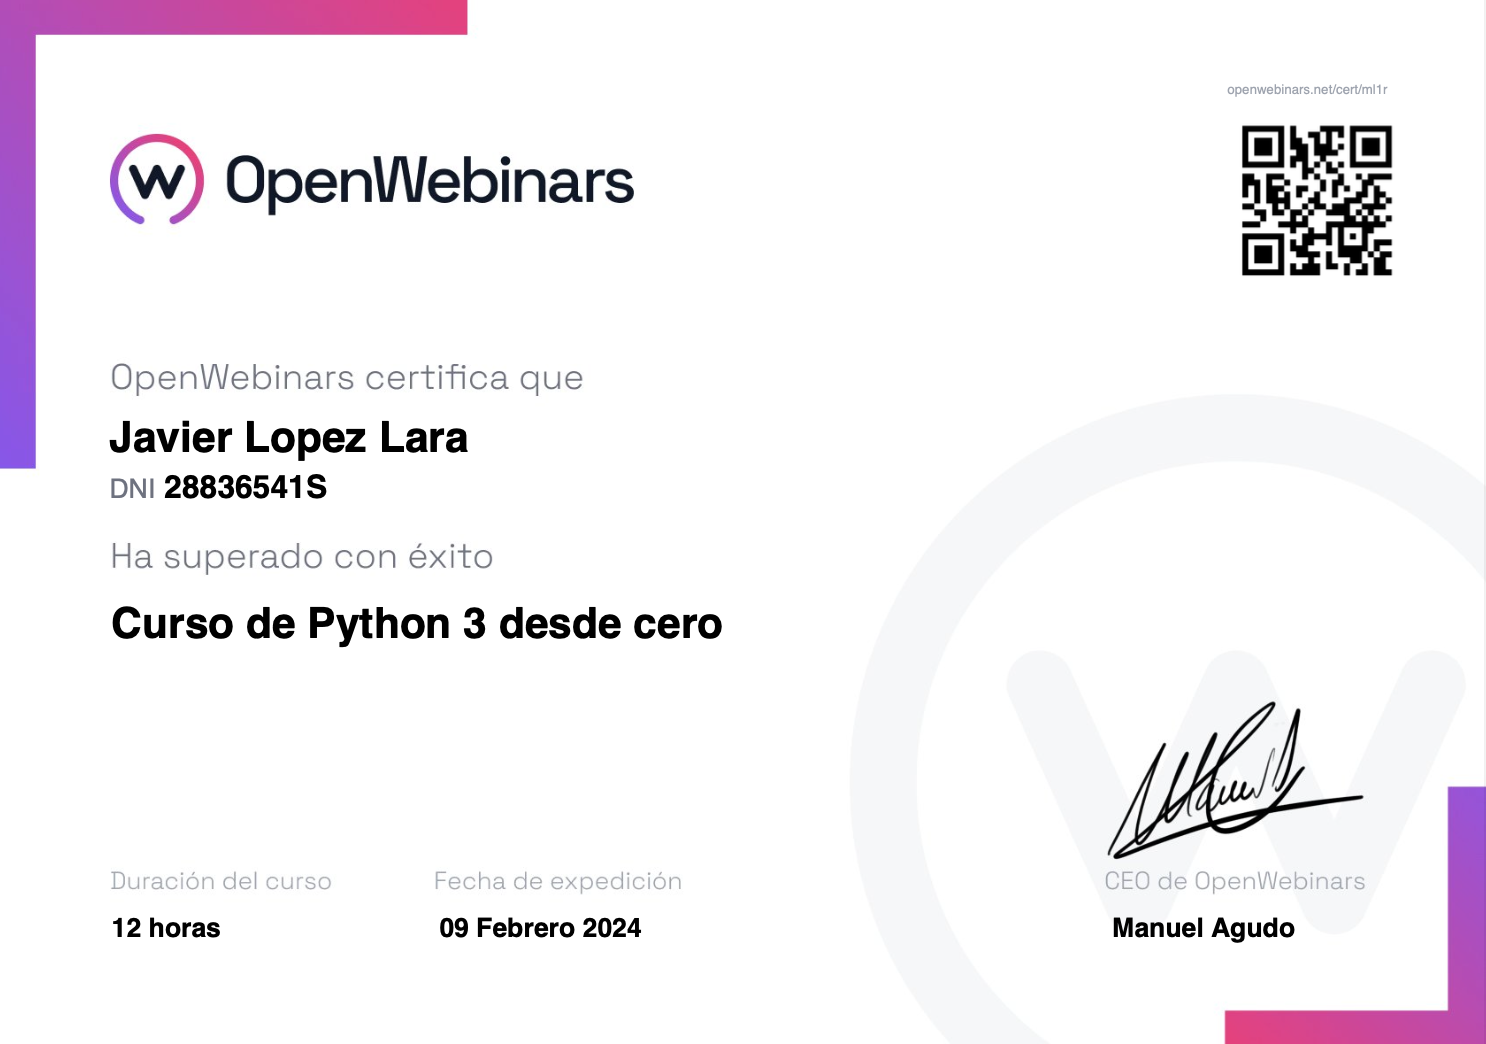 openwebinars.net/cert/ml1r
OpenWebinars
OpenWebinars certifica que
Javier Lopez Lara
DNI 28836541S
Ha superado con éxito
Curso de Python 3 desde cero
Duración del curso
12 horas
Fecha de expedición
09 Febrero 2024
CEO de OpenWebinars
Manuel Agudo